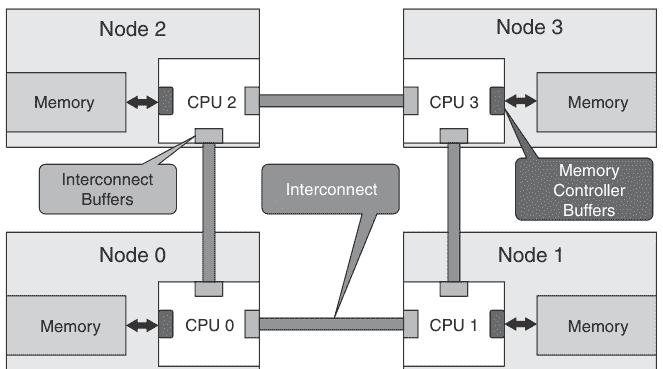 Node 2
Node 3
Memory
CPU 2
CPU 3
Memory
Interconnect
Buffers
Interconnect
Memory
Controller
Buffers
Node 0
Node 1
Memory
CPU 0
CPU 1
Memory